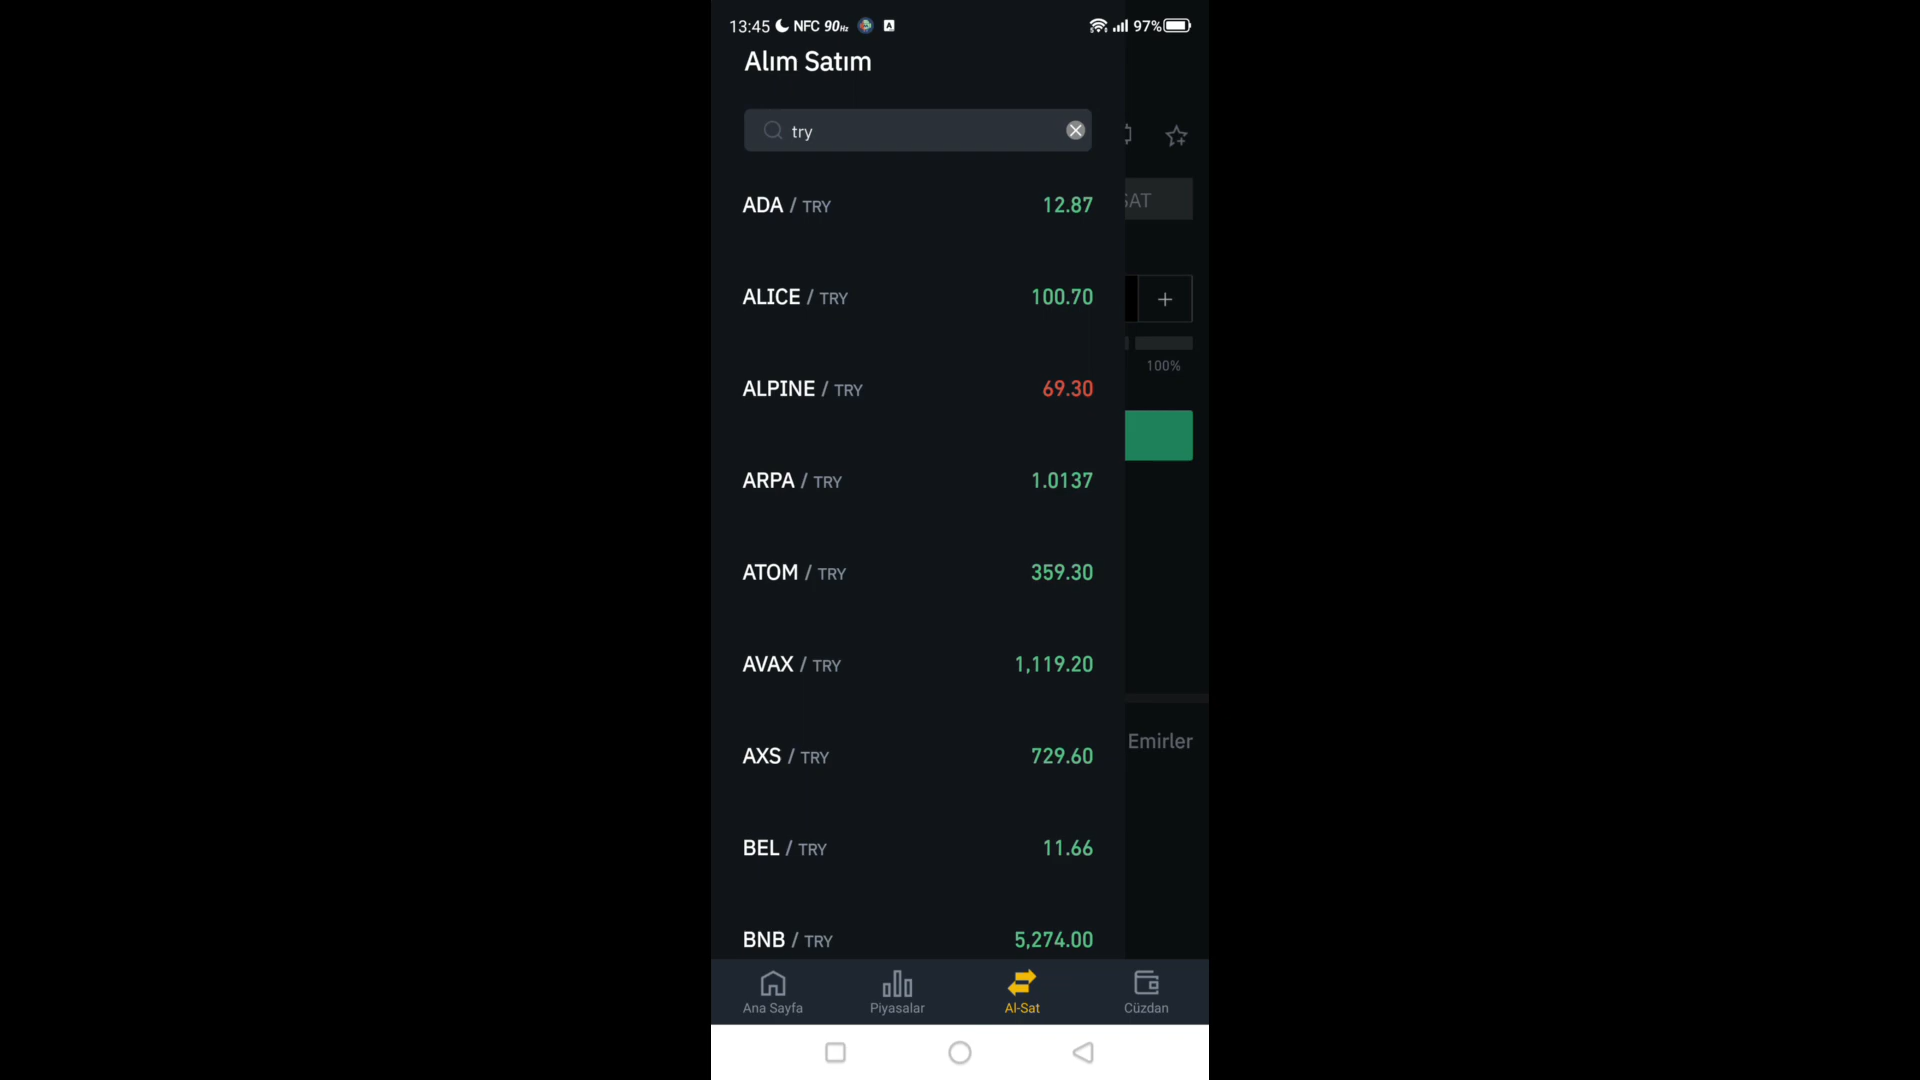 13:45 NFC 90Hz 97%
Alım Satım
try
ADA / TRY 12.87
SAT
ALICE / TRY 100.70
+
100%
ALPINE / TRY 69.30
ARPA / TRY 1.0137
ATOM / TRY 359.30
AVAX / TRY 1,119.20
Emirler
AXS / TRY 729.60
BEL / TRY 11.66
BNB / TRY 5,274.00
Ana Sayfa Piyasalar Al-Sat Cüzdan